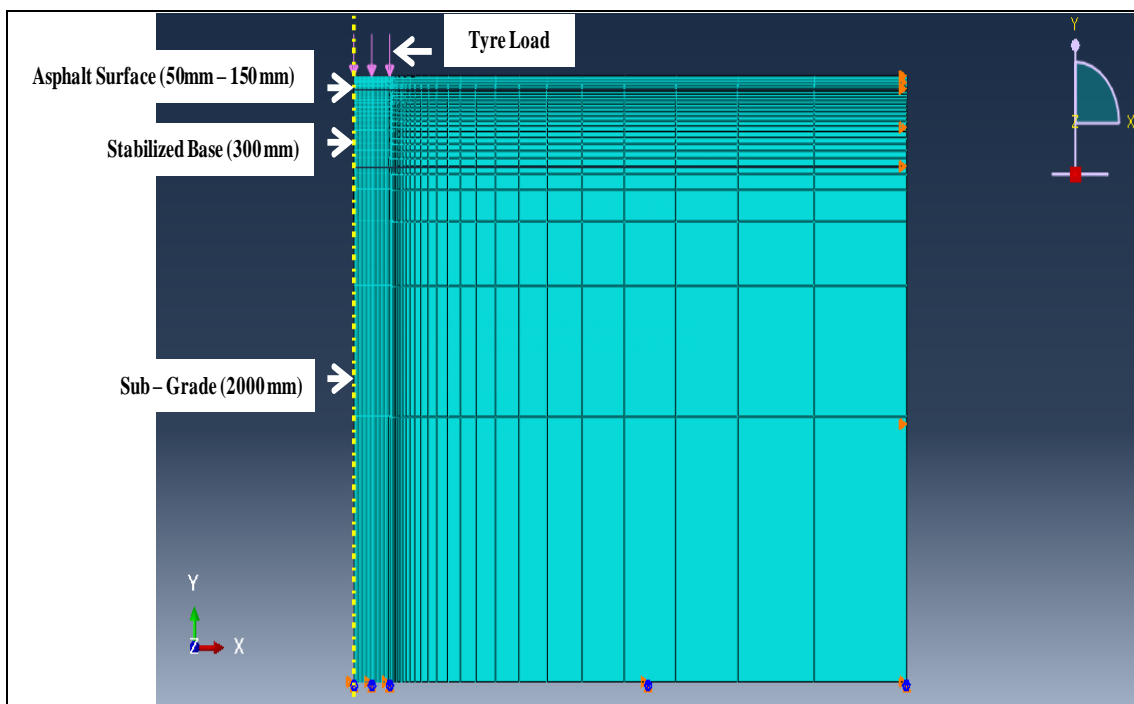 Tyre Load
Asphalt Surface (50mm – 150mm)
Stabilized Base (300mm)
Sub – Grade (2000mm)
Y
X
Z
Y
Z
X